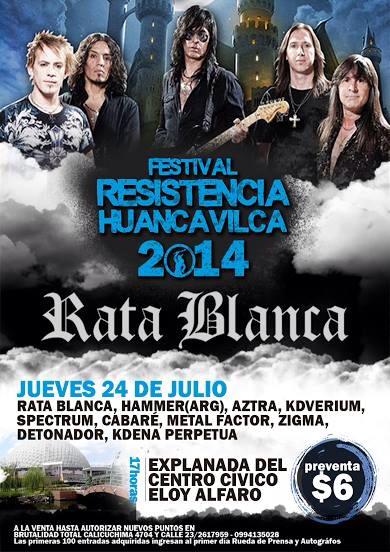 FESTIVAL
RESISTENCIA
HUANCAVILCA
2014
Rata Blanca
JUEVES 24 DE JULIO
RATA BLANCA, HAMMER(ARG), AZTRA, KDVERIUM,
SPECTRUM, CABARÉ, METAL FACTOR, ZIGMA,
DETONADOR, KDENA PERPETUA
17horas
EXPLANADA DEL
CENTRO CIVICO
ELOY ALFARO
preventa
$6
A LA VENTA HASTA AUTORIZAR NUEVOS PUNTOS EN
BRUTALIDAD TOTAL CALICUCHIMA 4704 Y CALLE 23/2617959 - 0994135028
Las primeras 100 entradas adquiridas ingresan al primer día Rueda de Prensa y Autográfos